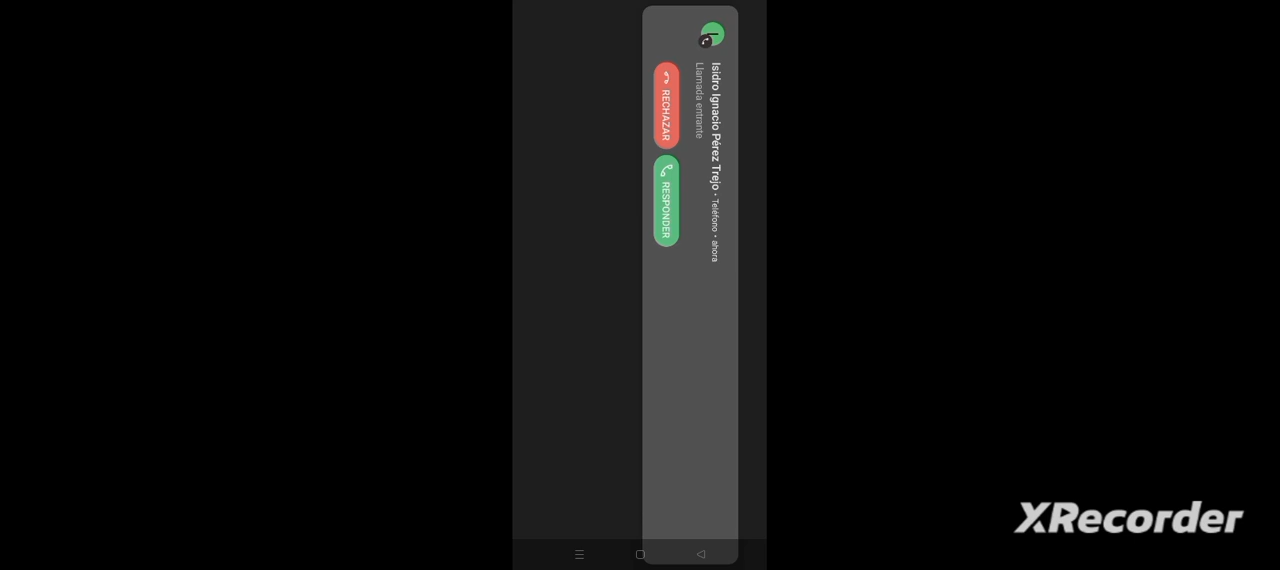 Isidro Ignacio Pérez Trejo • Teléfono • ahora
Llamada entrante
RECHAZAR RESPONDER
XRecorder